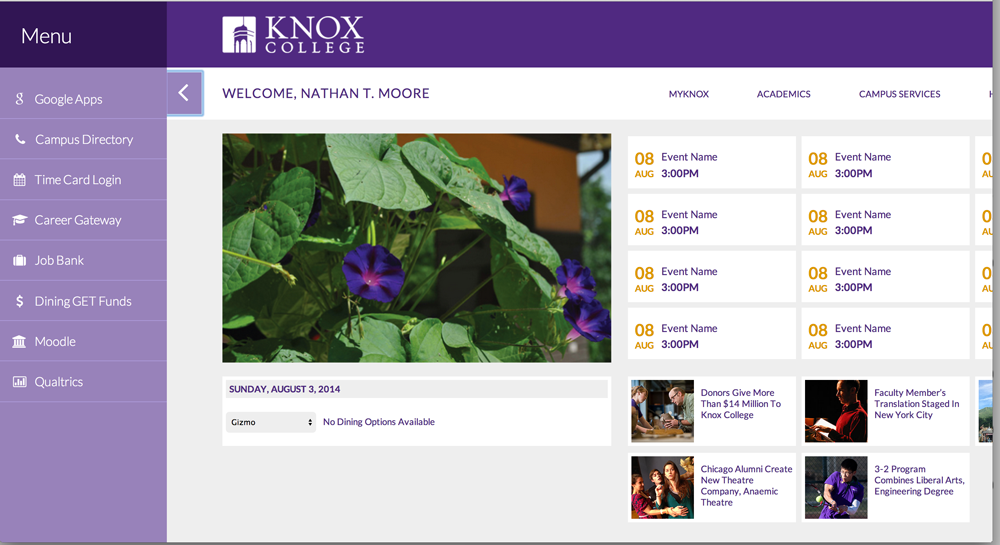 Menu
KNOX
COLLEGE
Google Apps
Campus Directory
Time Card Login
Career Gateway
Job Bank
Dining GET Funds
Moodle
Qualtrics
WELCOME, NATHAN T. MOORE
MYKNOX
ACADEMICS
CAMPUS SERVICES
08
AUG
Event Name
3:00PM
08
AUG
Event Name
3:00PM
08
AUG
Event Name
3:00PM
08
AUG
Event Name
3:00PM
08
AUG
Event Name
3:00PM
08
AUG
Event Name
3:00PM
08
AUG
Event Name
3:00PM
08
AUG
Event Name
3:00PM
SUNDAY, AUGUST 3, 2014
Gizmo
No Dining Options Available
Donors Give More
Than $14 Million To
Knox College
Faculty Member's
Translation Staged In
New York City
Chicago Alumni Create
New Theatre
Company, Anaemic
Theatre
3-2 Program
Combines Liberal Arts,
Engineering Degree